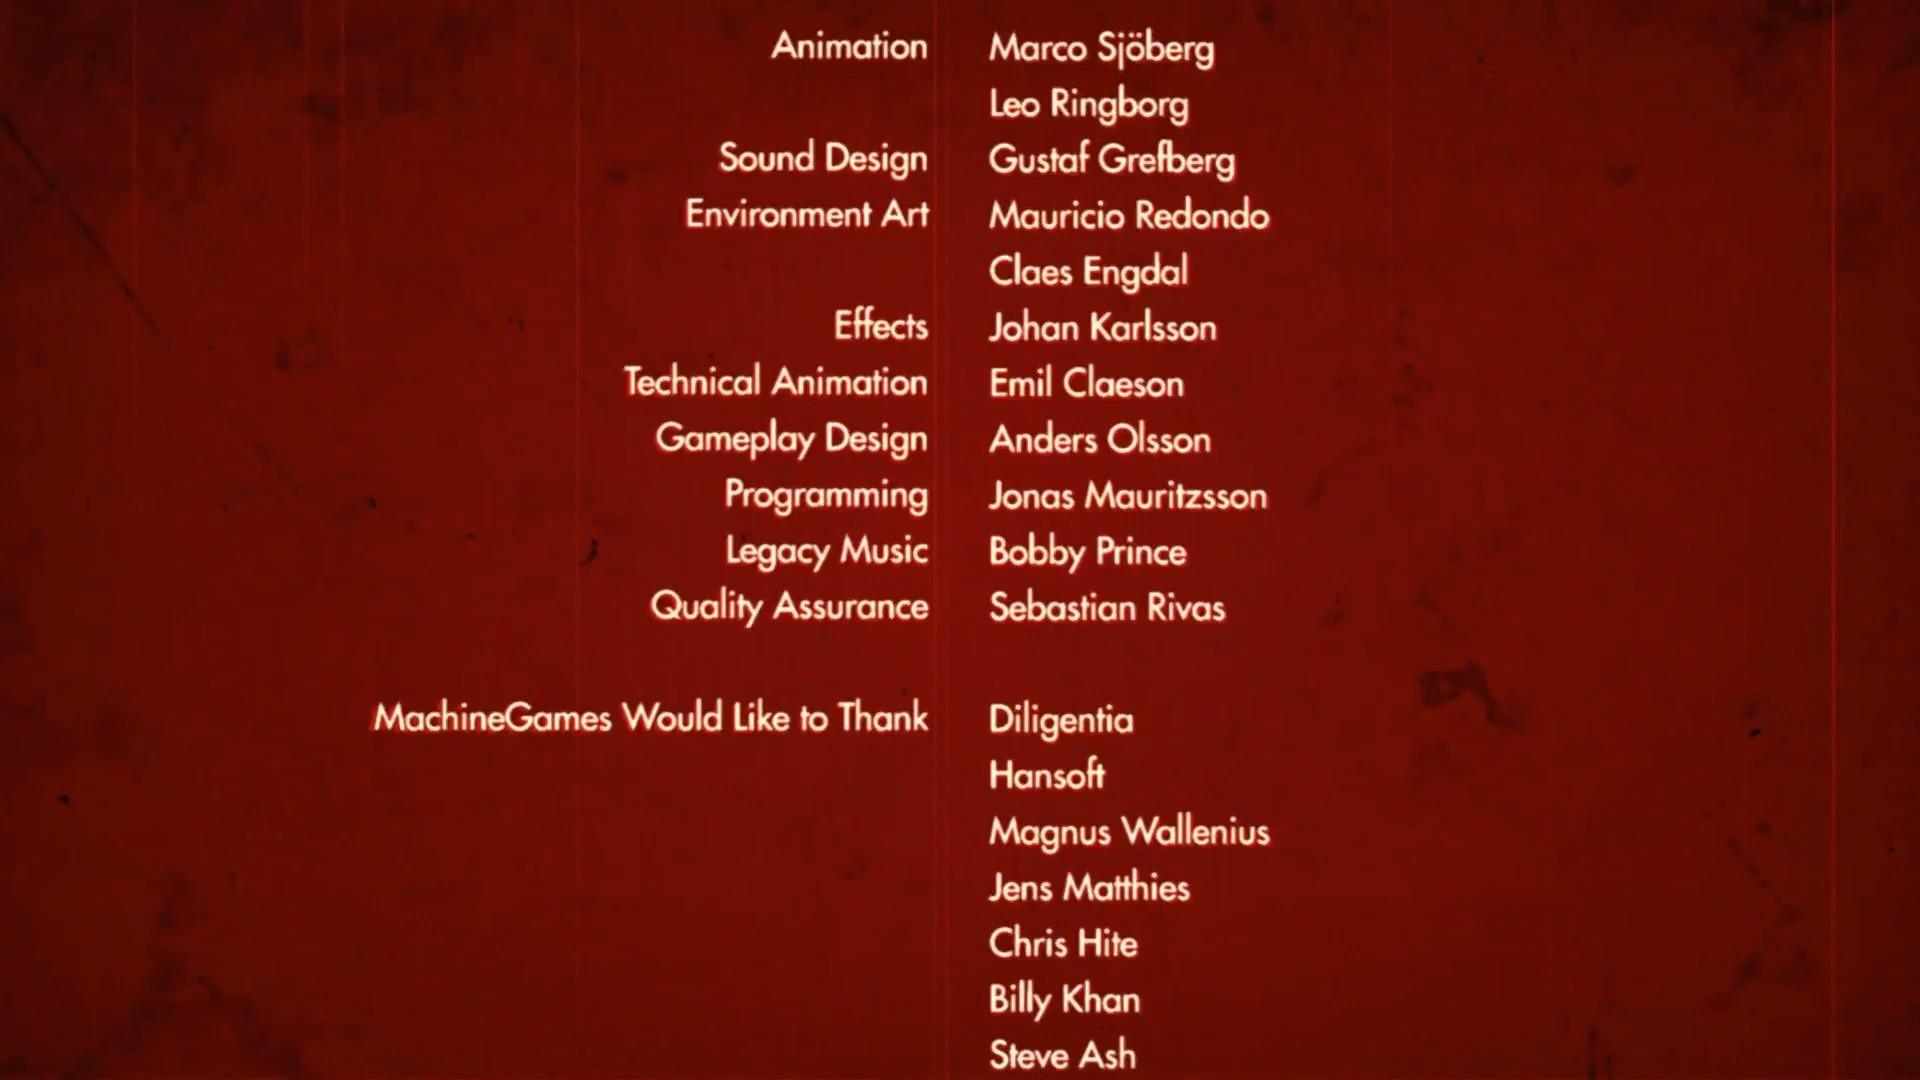 Animation Marco Sjöberg
Leo Ringborg
Sound Design Gustaf Grefberg
Environment Art Mauricio Redondo
Claes Engdal
Effects Johan Karlsson
Technical Animation Emil Claeson
Gameplay Design Anders Olsson
Programming Jonas Mauritzsson
Legacy Music Bobby Prince
Quality Assurance Sebastian Rivas
MachineGames Would Like to Thank Diligentia
Hansoft
Magnus Wallenius
Jens Matthies
Chris Hite
Billy Khan
Steve Ash